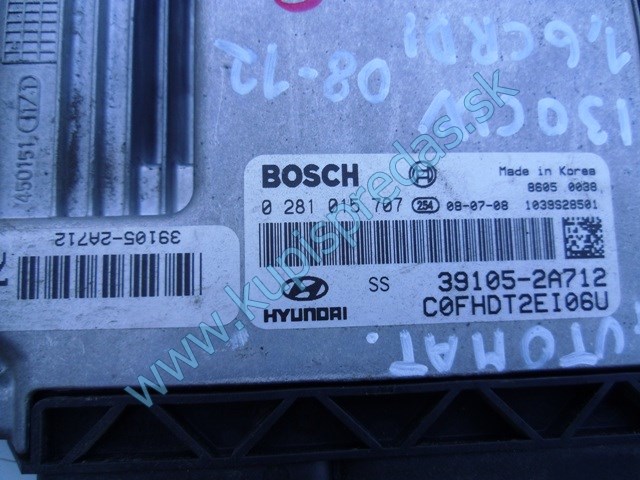 1,6CRDI
08-12
I30CW
450151
BOSCH
Made in Korea
8605 0038
0 281 015 707 254 08-07-08 1039S28501
39105-2A712
SS 39105-2A712
HYUNDAI C0FHDT2EI06U
UTOMAT.
www.kupispredas.sk